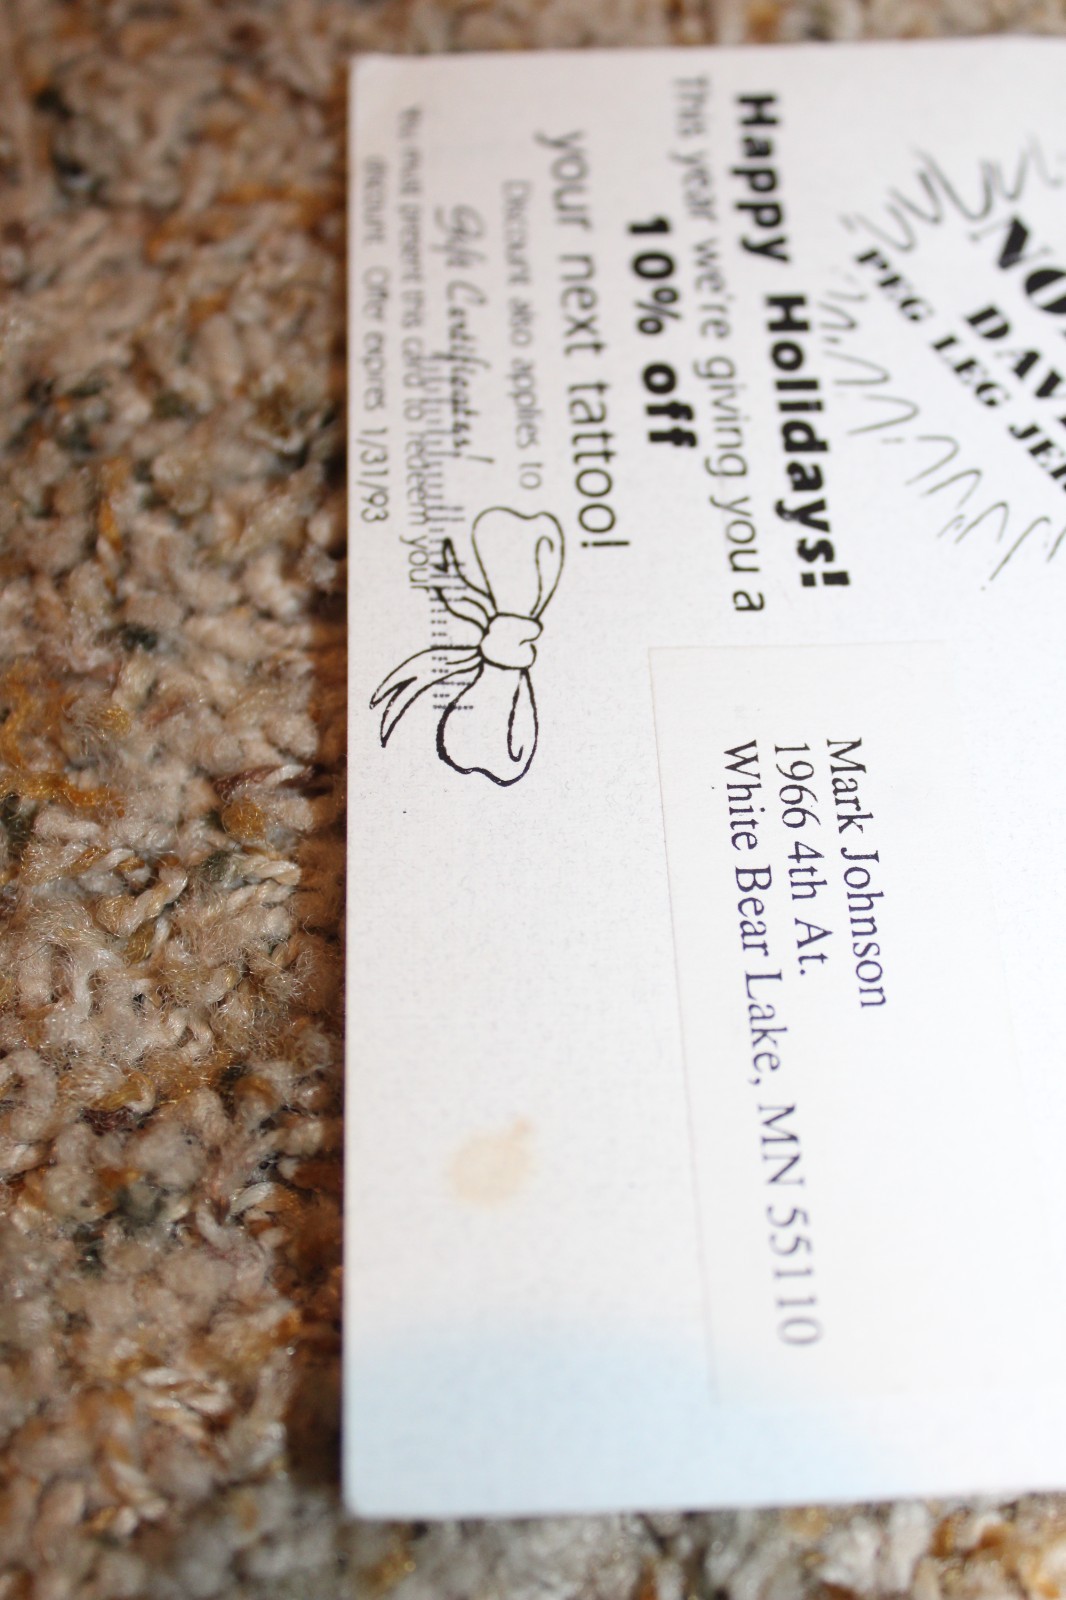 PEG LEG
Happy Holidays!
This year we're giving you a
10% off
your next tattoo!
Discount also applies to
Gift Certificates!
You must present this card to redeem your
discount. Offer expires 1/31/93
Mark Johnson
1966 4th At.
White Bear Lake, MN 55110